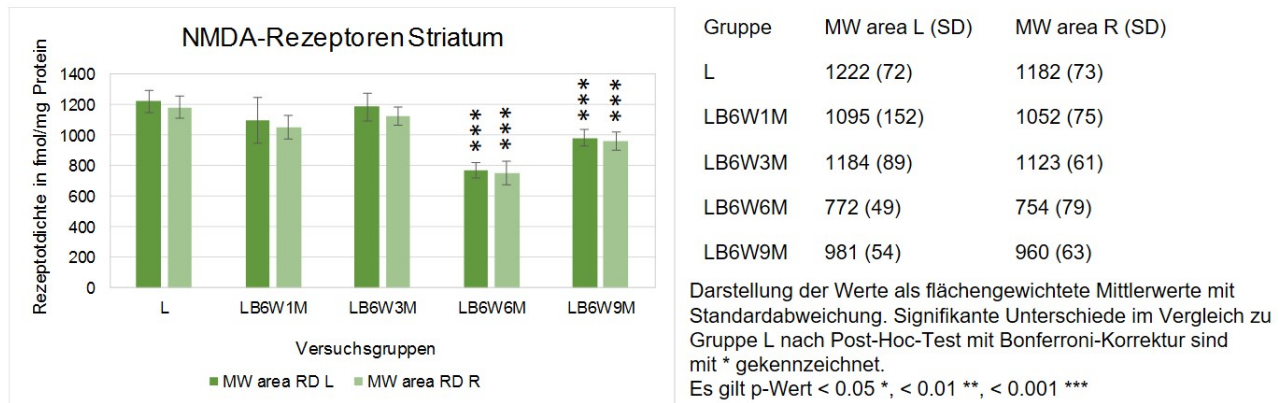 NMDA-Rezeptoren Striatum
Rezeptotdichte in fmol/mg Protein
1400
1200
1000
800
600
400
200
0
***
***
***
***
L LB6W1M LB6W3M LB6W6M LB6W9M
Versuchsgruppen
MW area RD L MW area RD R
Gruppe MW area L (SD) MW area R (SD)
L 1222 (72) 1182 (73)
LB6W1M 1095 (152) 1052 (75)
LB6W3M 1184 (89) 1123 (61)
LB6W6M 772 (49) 754 (79)
LB6W9M 981 (54) 960 (63)
Darstellung der Werte als flächengewichtete Mittlerwerte mit
Standardabweichung. Signifikante Unterschiede im Vergleich zu
Gruppe L nach Post-Hoc-Test mit Bonferroni-Korrektur sind
mit * gekennzeichnet.
Es gilt p-Wert < 0.05 *, < 0.01 **, < 0.001 ***